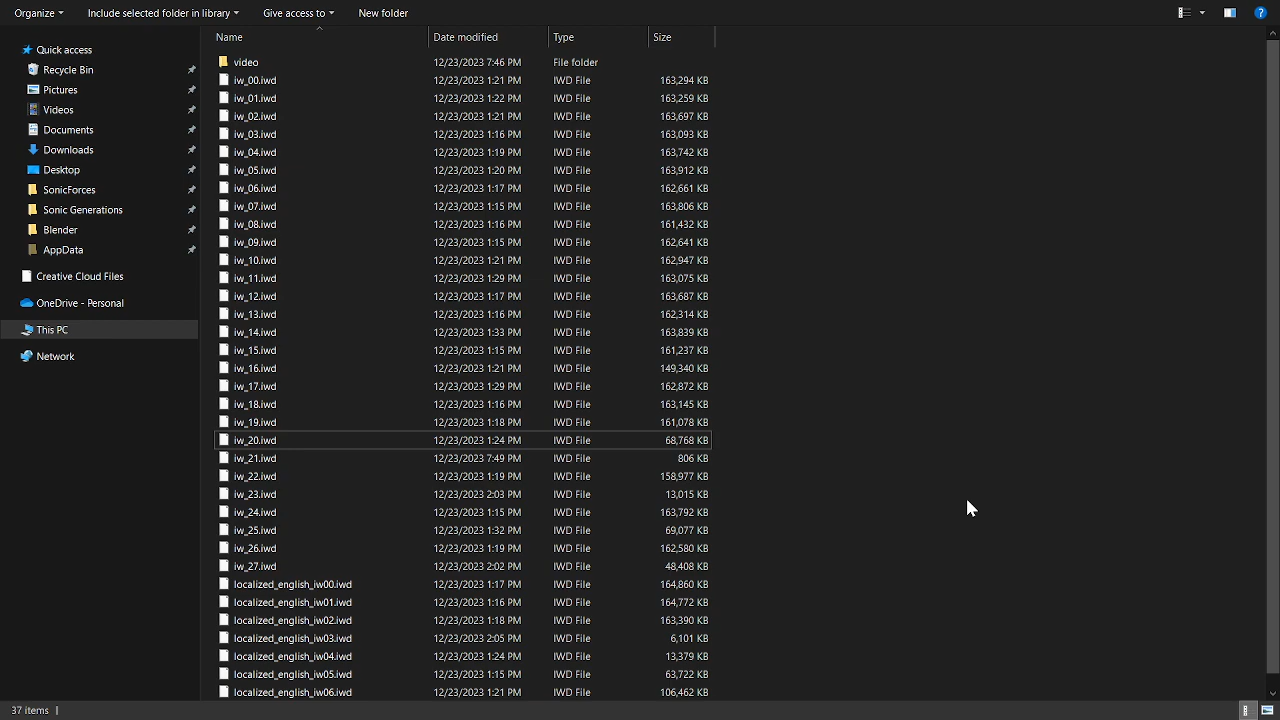 Organize Include selected folder in library Give access to New folder
Name Date modified Type Size
Quick access
Recycle Bin
Pictures
Videos
Documents
Downloads
Desktop
SonicForces
Sonic Generations
Blender
AppData
Creative Cloud Files
OneDrive - Personal
This PC
Network
video 12/23/2023 7:46 PM File folder
iw_00.iwd 12/23/2023 1:21 PM IWD File 163,294 KB
iw_01.iwd 12/23/2023 1:22 PM IWD File 163,259 KB
iw_02.iwd 12/23/2023 1:21 PM IWD File 163,697 KB
iw_03.iwd 12/23/2023 1:16 PM IWD File 163,093 KB
iw_04.iwd 12/23/2023 1:19 PM IWD File 163,742 KB
iw_05.iwd 12/23/2023 1:20 PM IWD File 163,912 KB
iw_06.iwd 12/23/2023 1:17 PM IWD File 162,661 KB
iw_07.iwd 12/23/2023 1:15 PM IWD File 163,806 KB
iw_08.iwd 12/23/2023 1:16 PM IWD File 161,432 KB
iw_09.iwd 12/23/2023 1:15 PM IWD File 162,641 KB
iw_10.iwd 12/23/2023 1:21 PM IWD File 162,947 KB
iw_11.iwd 12/23/2023 1:29 PM IWD File 163,075 KB
iw_12.iwd 12/23/2023 1:17 PM IWD File 163,687 KB
iw_13.iwd 12/23/2023 1:16 PM IWD File 162,314 KB
iw_14.iwd 12/23/2023 1:33 PM IWD File 163,839 KB
iw_15.iwd 12/23/2023 1:15 PM IWD File 161,237 KB
iw_16.iwd 12/23/2023 1:21 PM IWD File 149,340 KB
iw_17.iwd 12/23/2023 1:29 PM IWD File 162,872 KB
iw_18.iwd 12/23/2023 1:16 PM IWD File 163,145 KB
iw_19.iwd 12/23/2023 1:18 PM IWD File 161,078 KB
iw_20.iwd 12/23/2023 1:24 PM IWD File 68,768 KB
iw_21.iwd 12/23/2023 7:49 PM IWD File 806 KB
iw_22.iwd 12/23/2023 1:19 PM IWD File 158,977 KB
iw_23.iwd 12/23/2023 2:03 PM IWD File 13,015 KB
iw_24.iwd 12/23/2023 1:15 PM IWD File 163,792 KB
iw_25.iwd 12/23/2023 1:32 PM IWD File 69,077 KB
iw_26.iwd 12/23/2023 1:19 PM IWD File 162,580 KB
iw_27.iwd 12/23/2023 2:02 PM IWD File 48,408 KB
localized_english_iw00.iwd 12/23/2023 1:17 PM IWD File 164,860 KB
localized_english_iw01.iwd 12/23/2023 1:16 PM IWD File 164,772 KB
localized_english_iw02.iwd 12/23/2023 1:18 PM IWD File 163,390 KB
localized_english_iw03.iwd 12/23/2023 2:05 PM IWD File 6,101 KB
localized_english_iw04.iwd 12/23/2023 1:24 PM IWD File 13,379 KB
localized_english_iw05.iwd 12/23/2023 1:15 PM IWD File 63,722 KB
localized_english_iw06.iwd 12/23/2023 1:21 PM IWD File 106,462 KB
37 items